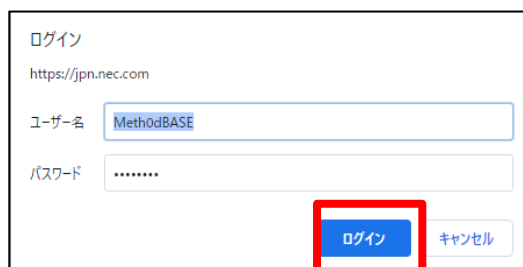 ログイン
https://jpn.nec.com
ユーザー名 Meth0dBASE
パスワード ••••••••
ログイン キャンセル